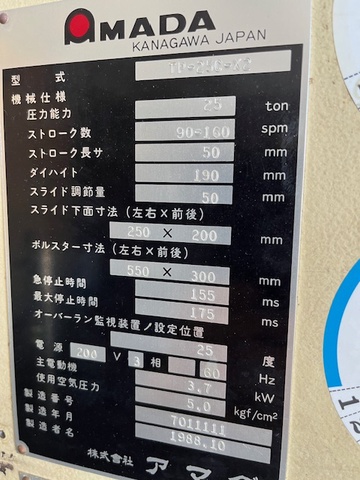 AMADA
KANAGAWA JAPAN
型式 TP-25C-X2
機械仕様
圧力能力 25 ton
ストローク数 90-160 spm
ストローク長サ 50 mm
ダイハイト 190 mm
スライド調節量 50 mm
スライド下面寸法（左右×前後）
250 × 200 mm
ボルスター寸法（左右×前後）
550 × 300 mm
急停止時間 155 ms
最大停止時間 175 ms
オーバーラン監視装置ノ設定位置
25 度
電源 200 V 3 相 60 Hz
主電動機 3.7 kW
使用空気圧力 5.0 kgf/cm²
製造番号 7011111
製造年月 1988.10
製造者名
株式会社 アマダ